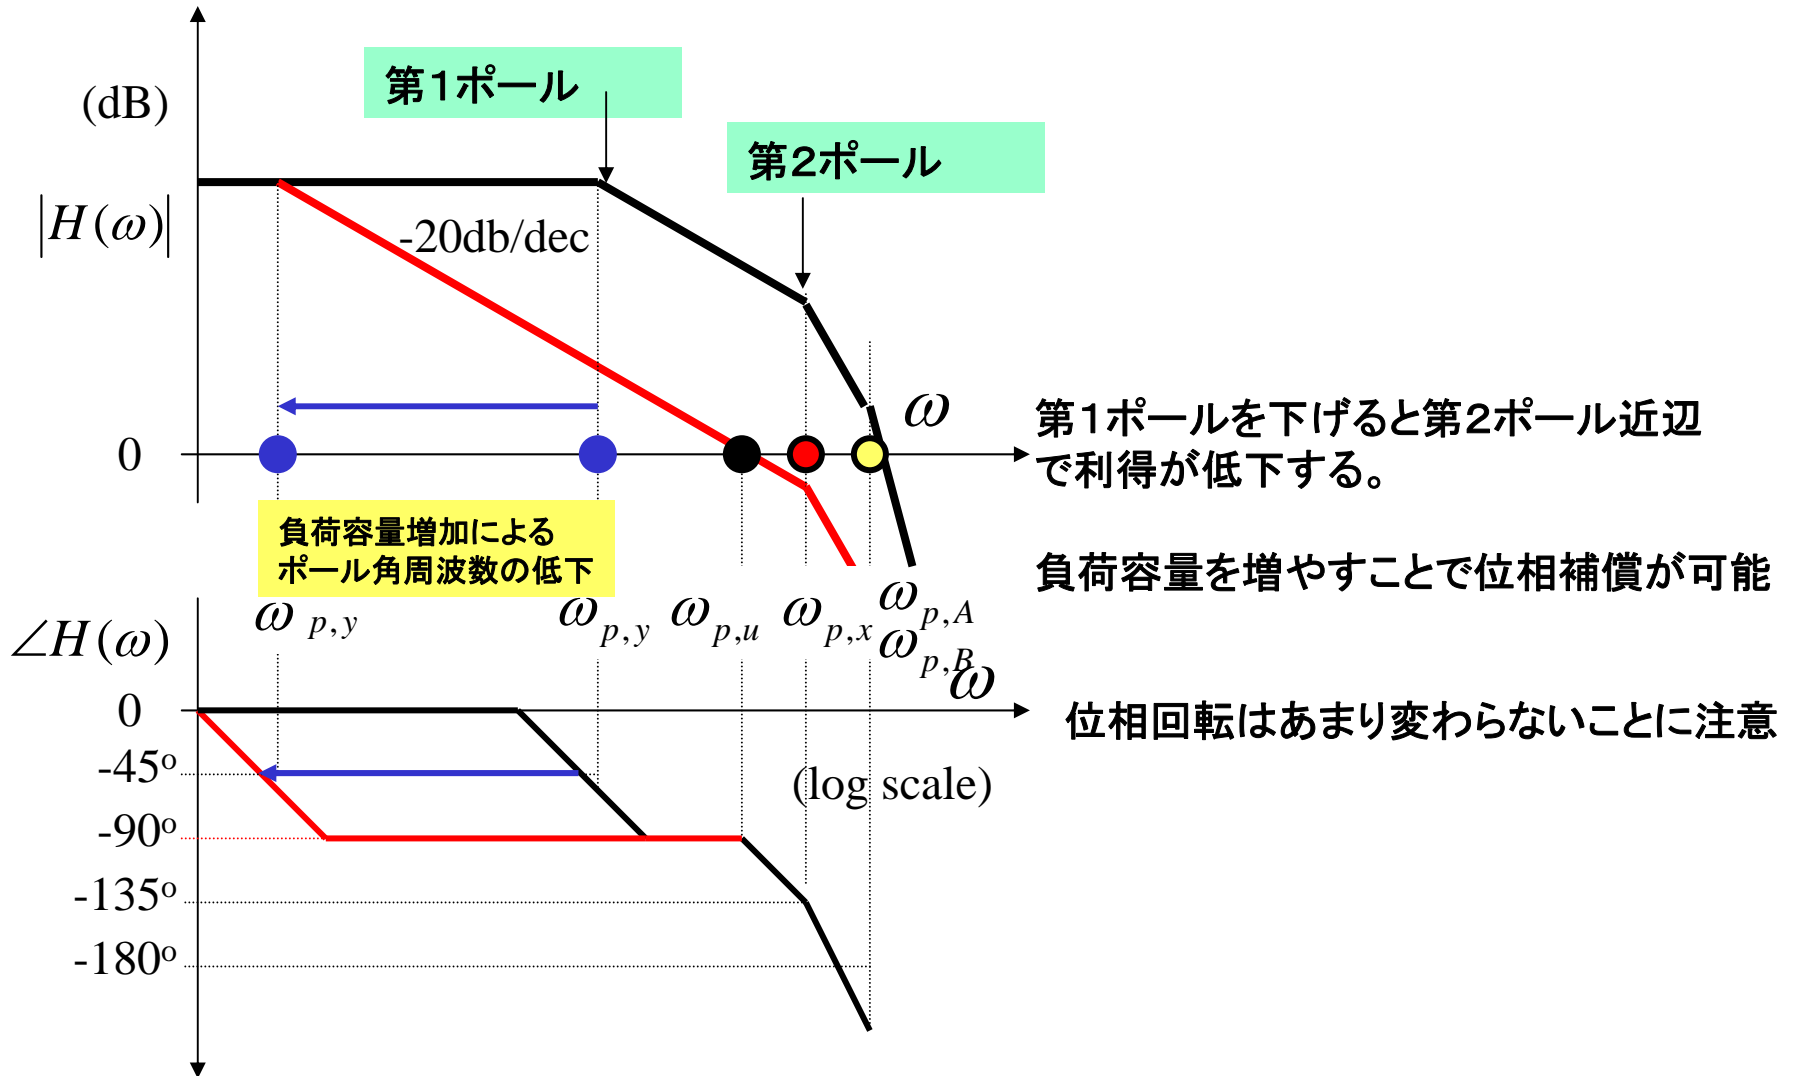 第１ポール
(dB)
第２ポール
|H(ω)|
-20db/dec
ω
第１ポールを下げると第２ポール近辺
で利得が低下する。
0
負荷容量増加による
ポール角周波数の低下
負荷容量を増やすことで位相補償が可能
ω p,y
ω p,y
ω p,u
ω p,x
ω p,A
ω p,B
∠H(ω)
ω
0
位相回転はあまり変わらないことに注意
-45o
(log scale)
-90o
-135o
-180o